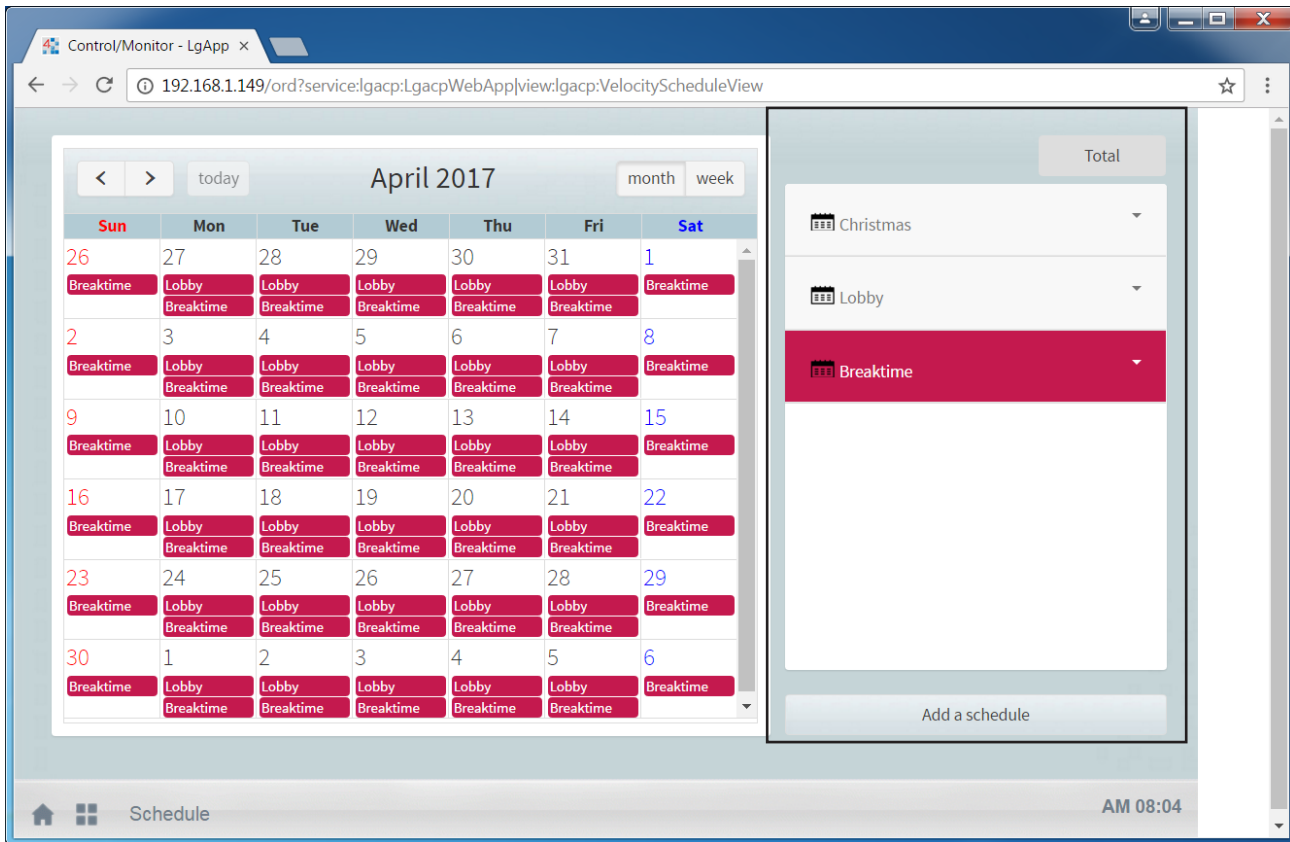 Control/Monitor - LgApp ×
192.168.1.149/ord?service:lgacp:LgacpWebApp|view:lgacp:VelocityScheduleView
today April 2017 month week
Sun Mon Tue Wed Thu Fri Sat
26 27 28 29 30 31 1
Breaktime Lobby Lobby Lobby Lobby Lobby Breaktime
Breaktime Breaktime Breaktime Breaktime Breaktime
2 3 4 5 6 7 8
Breaktime Lobby Lobby Lobby Lobby Lobby Breaktime
Breaktime Breaktime Breaktime Breaktime Breaktime
9 10 11 12 13 14 15
Breaktime Lobby Lobby Lobby Lobby Lobby Breaktime
Breaktime Breaktime Breaktime Breaktime Breaktime
16 17 18 19 20 21 22
Breaktime Lobby Lobby Lobby Lobby Lobby Breaktime
Breaktime Breaktime Breaktime Breaktime Breaktime
23 24 25 26 27 28 29
Breaktime Lobby Lobby Lobby Lobby Lobby Breaktime
Breaktime Breaktime Breaktime Breaktime Breaktime
30 1 2 3 4 5 6
Breaktime Lobby Lobby Lobby Lobby Lobby Breaktime
Breaktime Breaktime Breaktime Breaktime Breaktime
Total
Christmas
Lobby
Breaktime
Add a schedule
Schedule
AM 08:04